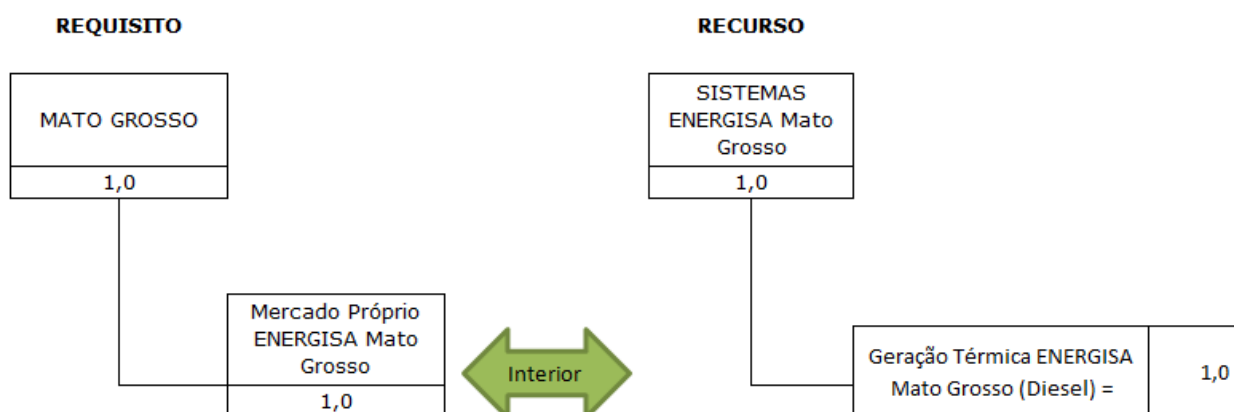 REQUISITO
RECURSO
MATO GROSSO
1,0
SISTEMAS
ENERGISA Mato
Grosso
1,0
Mercado Próprio
ENERGISA Mato
Grosso
1,0
Interior
Geração Térmica ENERGISA
Mato Grosso (Diesel) =
1,0